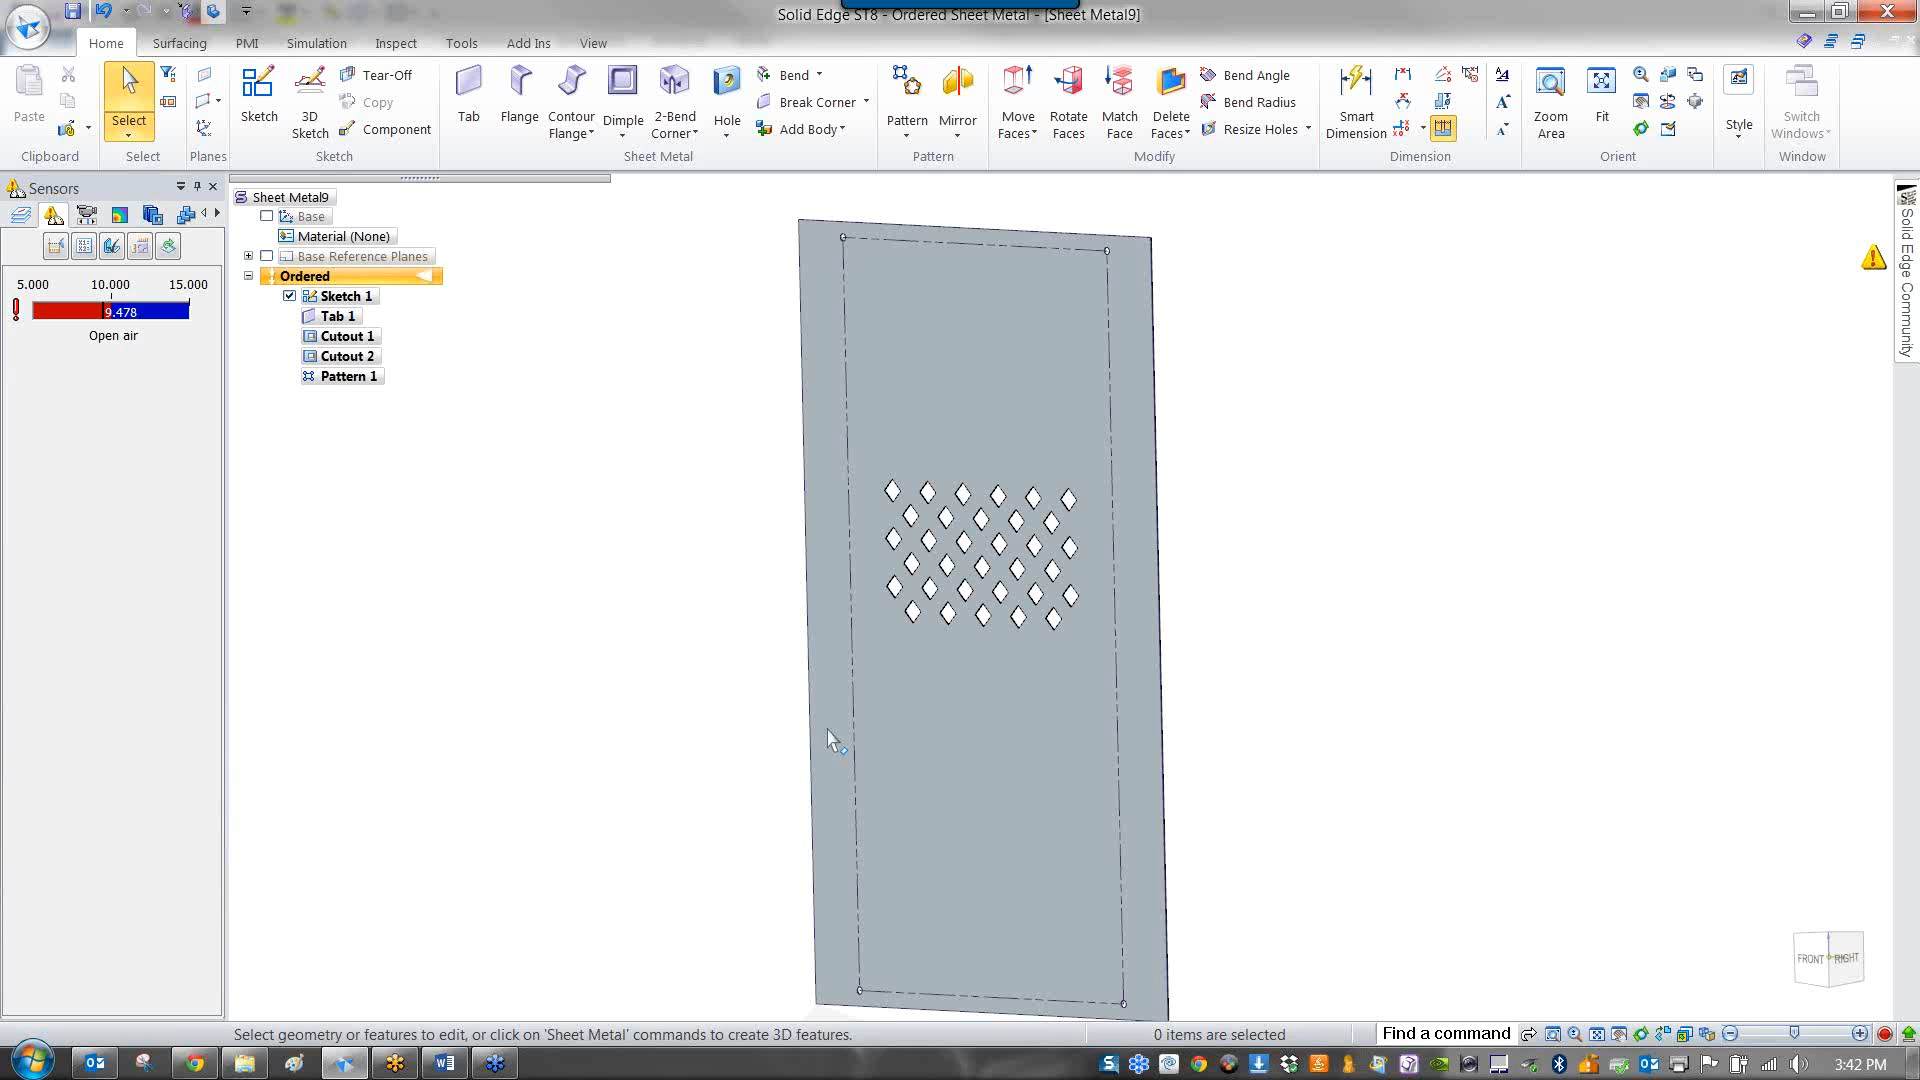 Solid Edge ST8 - Ordered Sheet Metal - [Sheet Metal9]
Home Surfacing PMI Simulation Inspect Tools Add Ins View
Paste
Clipboard
Select
Select
Planes
Sketch
3D Sketch
Tear-Off
Copy
Component
Sketch
Tab
Flange
Contour Flange
Dimple
2-Bend Corner
Hole
Bend
Break Corner
Add Body
Sheet Metal
Pattern
Mirror
Pattern
Move Faces
Rotate Faces
Match Face
Delete Faces
Bend Angle
Bend Radius
Resize Holes
Modify
Smart Dimension
Dimension
Zoom Area
Fit
Orient
Style
Switch Windows
Window
Sensors
5.000 10.000 15.000
9.478
Open air
Sheet Metal9
Base
Material (None)
Base Reference Planes
Ordered
Sketch 1
Tab 1
Cutout 1
Cutout 2
Pattern 1
Solid Edge Community
FRONT RIGHT
Select geometry or features to edit, or click on 'Sheet Metal' commands to create 3D features.
0 items are selected
Find a command
3:42 PM